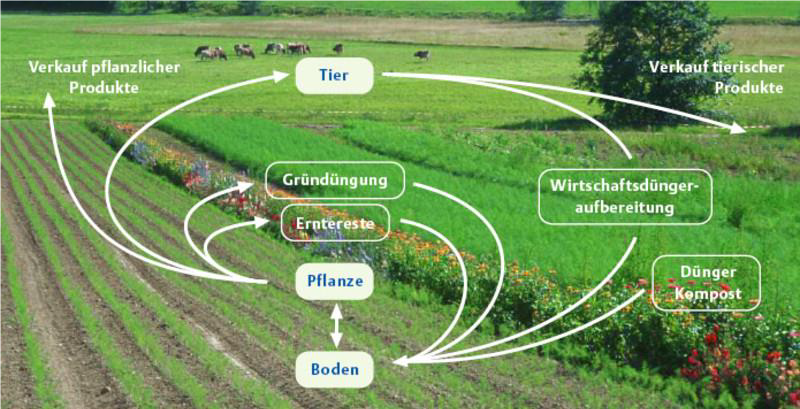 Verkauf pflanzlicher
Produkte
Tier
Verkauf tierischer
Produkte
Gründüngung
Wirtschaftsdünger-
aufbereitung
Erntereste
Pflanze
Dünger
Kompost
Boden